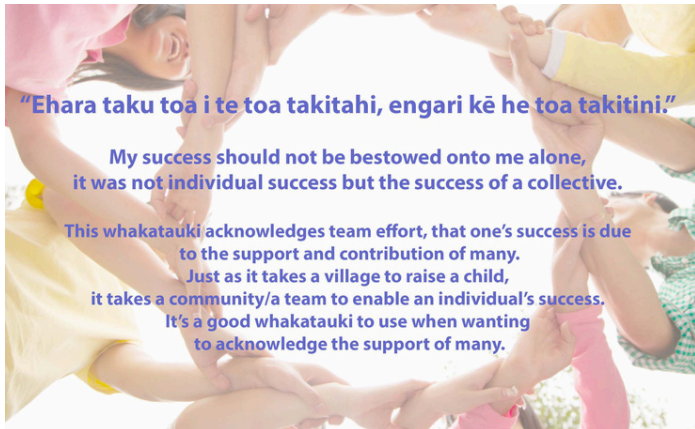 “Ehara taku toa i te toa takitahi, engari kē he toa takitini.”
My success should not be bestowed onto me alone,
it was not individual success but the success of a collective.
This whakatauki acknowledges team effort, that one’s success is due
to the support and contribution of many.
Just as it takes a village to raise a child,
it takes a community/a team to enable an individual’s success.
It’s a good whakatauki to use when wanting
to acknowledge the support of many.